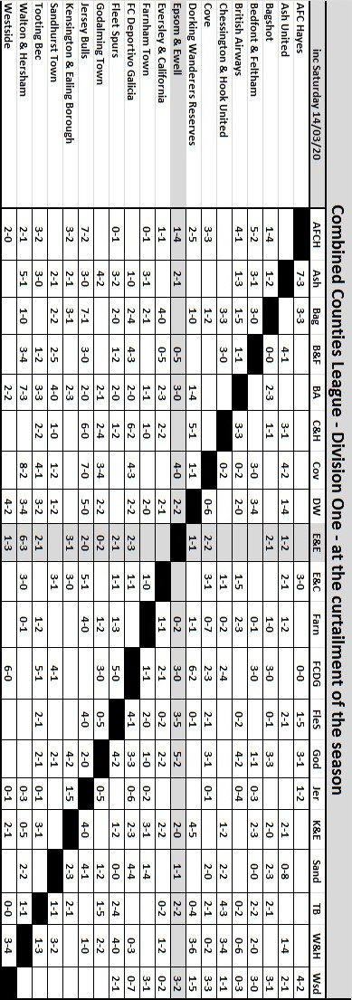 Combined Counties League - Division One - at the curtailment of the season
inc Saturday 14/03/20 AFCH Ash Bag B&F BA C&H Cov DW E&E E&C Farn FCDG FleS God Jer K&E Sand TB W&H Wsd
AFC Hayes 7-3 3-3 3-0 0-0 1-5 3-1 1-2 4-2
Ash United 4-1 3-1 4-2 1-4 1-2 2-1 1-2 2-1 2-1 0-8 1-4 2-1
Bagshot 1-4 1-2 0-0 2-3 1-1 2-1 1-0 3-0 0-1 3-3 2-0 2-3 2-1 3-1
Bedfont & Feltham 5-2 3-1 3-0 3-0 3-4 0-1 3-0 1-1 0-3 2-3 0-0 2-2 2-0 3-0
British Airways 4-1 1-3 1-5 1-1 3-3 0-2 2-0 1-5 2-3 0-2 4-2 0-4 0-2 0-6 0-3
Chessington & Hook United 3-3 3-0 0-2 1-1 0-2 2-4 1-2 2-2 4-3 3-4 1-1
Cove 3-3 1-2 0-6 2-2 3-1 0-7 2-3 2-1 3-1 0-1 2-0 2-1 0-2 3-3
Dorking Wanderers Reserves 2-5 1-0 1-4 5-1 1-1 1-1 1-1 6-2 0-1 4-5 0-4 3-6 1-5
Epsom & Ewell 1-4 2-1 0-5 3-0 4-0 2-2 0-2 3-0 3-5 5-2 2-0 1-1 2-2 3-2
Eversley & California 1-1 4-0 0-5 2-3 2-2 2-1 1-1 2-1 0-2 2-2 2-2 0-2 1-2 0-2
Farnham Town 0-1 3-1 2-1 1-1 1-0 2-0 1-0 1-1 2-0 1-0 0-2 3-1 1-4 3-1
FC Deportivo Galicia 1-0 2-4 4-3 2-0 6-2 4-3 2-2 2-3 1-1 4-1 3-3 0-6 2-3 4-4 0-3 0-7
Fleet Spurs 0-1 3-2 2-0 1-2 2-0 1-2 2-1 1-1 1-3 5-0 4-2 1-2 0-0 2-4 4-0 2-1
Godalming Town 4-2 2-1 2-4 3-4 2-2 0-2 1-2 3-0 0-5 0-5 1-2 1-5 2-2
Jersey Bulls 7-2 3-0 7-1 3-0 2-0 6-0 7-0 5-0 2-0 5-1 4-0 4-0 2-0 4-0 4-1 1-0
Kensington & Ealing Borough 3-2 2-1 3-1 2-3 3-1 3-0 4-2 1-5 2-3 2-1
Sandhurst Town 2-1 2-2 2-5 4-0 1-0 1-2 1-2 3-1 4-1 2-1 1-1 3-2
Tooting Bec 3-2 3-0 1-2 3-3 2-2 4-1 3-2 2-1 1-2 5-1 2-1 2-1 0-1 3-1 1-3
Walton & Hersham 2-1 5-1 1-0 3-4 7-3 8-2 3-4 6-3 3-0 0-1 0-3 0-5 2-2 1-1
Westside 2-0 2-2 4-2 1-3 6-0 0-1 2-1 0-0 3-4